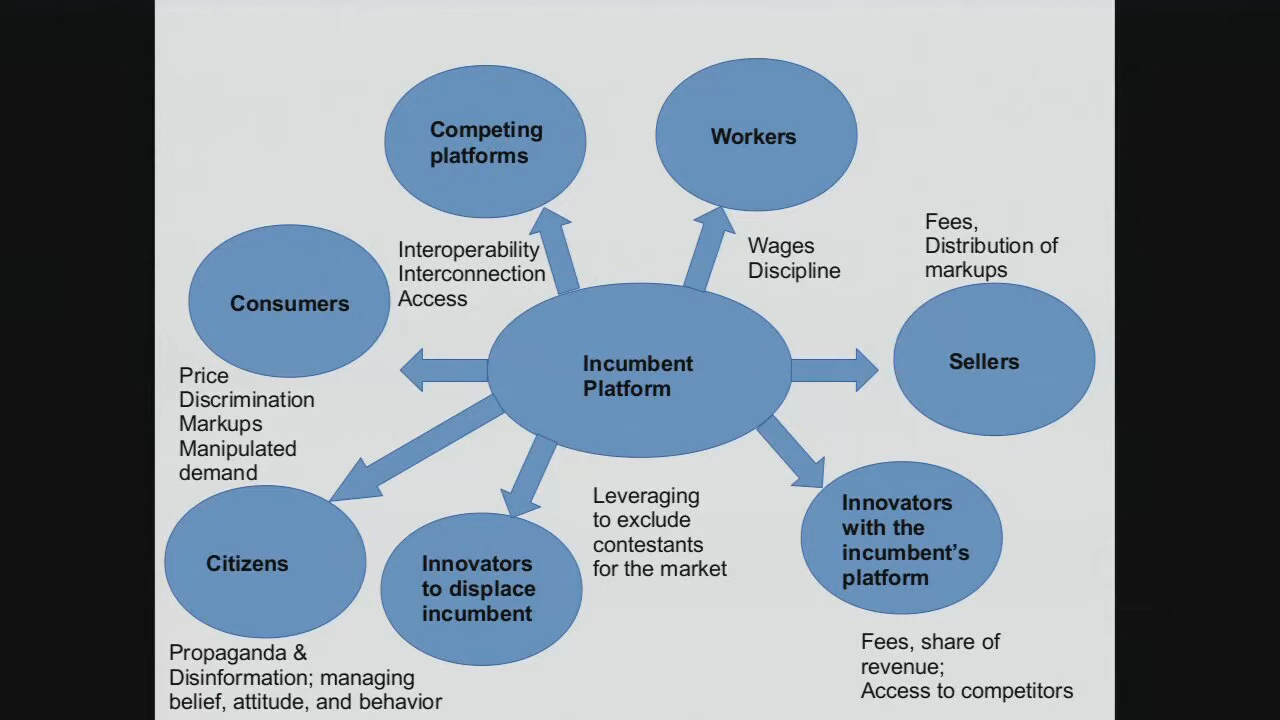 Competing
platforms
Workers
Fees,
Distribution of
markups
Interoperability
Interconnection
Access
Wages
Discipline
Consumers
Incumbent
Platform
Sellers
Price
Discrimination
Markups
Manipulated
demand
Leveraging
to exclude
contestants
for the market
Innovators
with the
incumbent's
platform
Citizens
Innovators
to displace
incumbent
Propaganda &
Disinformation; managing
belief, attitude, and behavior
Fees, share of
revenue;
Access to competitors